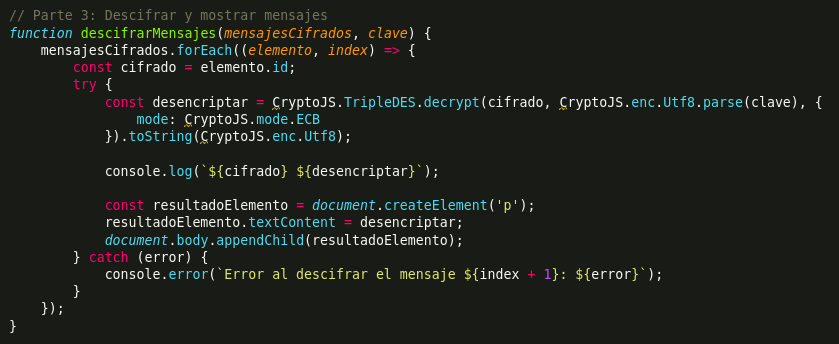 // Parte 3: Descifrar y mostrar mensajes
function descifrarMensajes(mensajesCifrados, clave) {
    mensajesCifrados.forEach((elemento, index) => {
        const cifrado = elemento.id;
        try {
            const desencriptar = CryptoJS.TripleDES.decrypt(cifrado, CryptoJS.enc.Utf8.parse(clave), {
                mode: CryptoJS.mode.ECB
            }).toString(CryptoJS.enc.Utf8);

            console.log(`${cifrado} ${desencriptar}`);

            const resultadoElemento = document.createElement('p');
            resultadoElemento.textContent = desencriptar;
            document.body.appendChild(resultadoElemento);
        } catch (error) {
            console.error(`Error al descifrar el mensaje ${index + 1}: ${error}`);
        }
    });
}